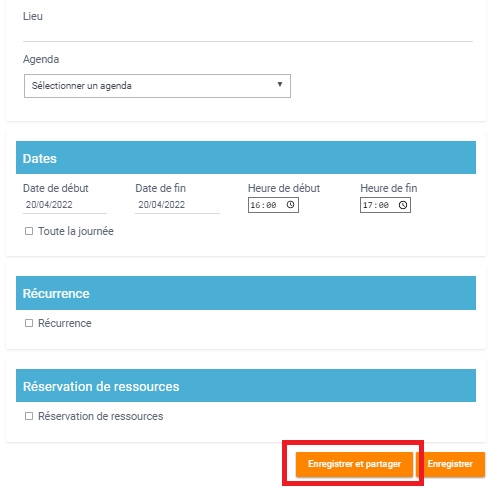 Lieu
Agenda
Sélectionner un agenda
Dates
Date de début Date de fin Heure de début Heure de fin
20/04/2022 20/04/2022 16:00 17:00
Toute la journée
Récurrence
Récurrence
Réservation de ressources
Réservation de ressources
Enregistrer et partager Enregistrer